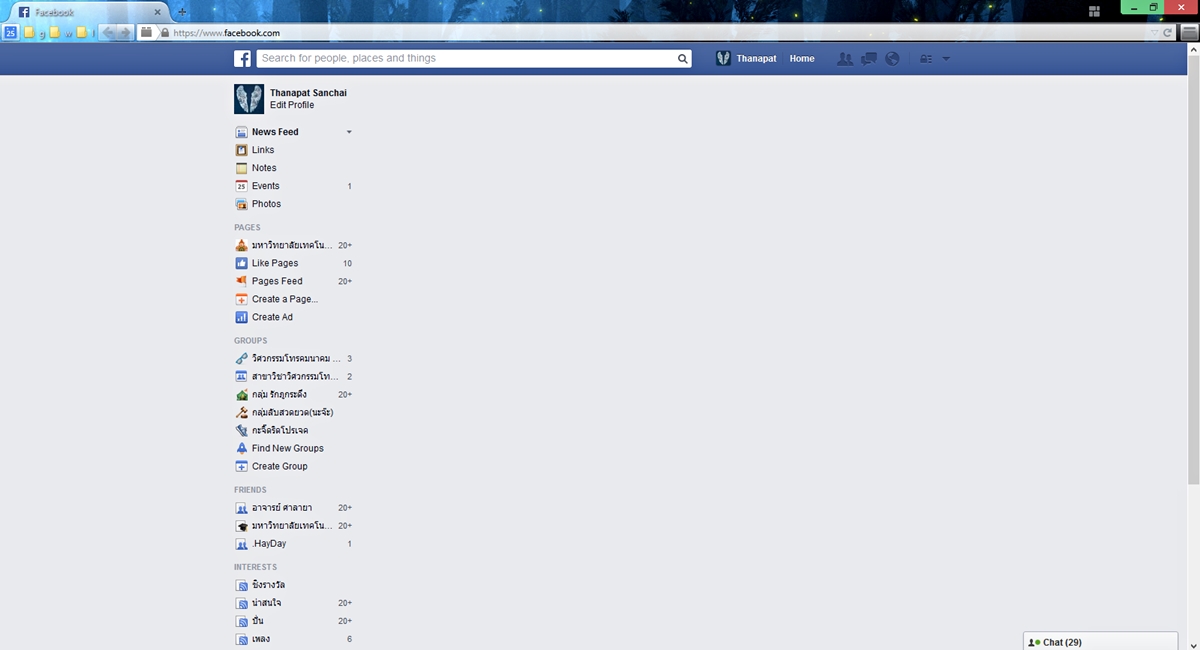 Facebook
25
g
w
https://www.facebook.com
Search for people, places and things
Thanapat
Home
Thanapat Sanchai
Edit Profile
News Feed
Links
Notes
25 Events 1
Photos
PAGES
มหาวิทยาลัยเทคโน... 20+
Like Pages 10
Pages Feed 20+
Create a Page...
Create Ad
GROUPS
วิศวกรรมโทรคมนาคม ... 3
สาขาวิชาวิศวกรรมโท... 2
กลุ่ม รักภูกระดึง 20+
กลุ่มลับสวดยวด(นะจ๊ะ)
กะจี๊ดริดโปรเจค
Find New Groups
Create Group
FRIENDS
อาจารย์ ศาลายา 20+
มหาวิทยาลัยเทคโน... 20+
.HayDay 1
INTERESTS
ชิงรางวัล
น่าสนใจ 20+
ปั่น 20+
เพลง 6
Chat (29)